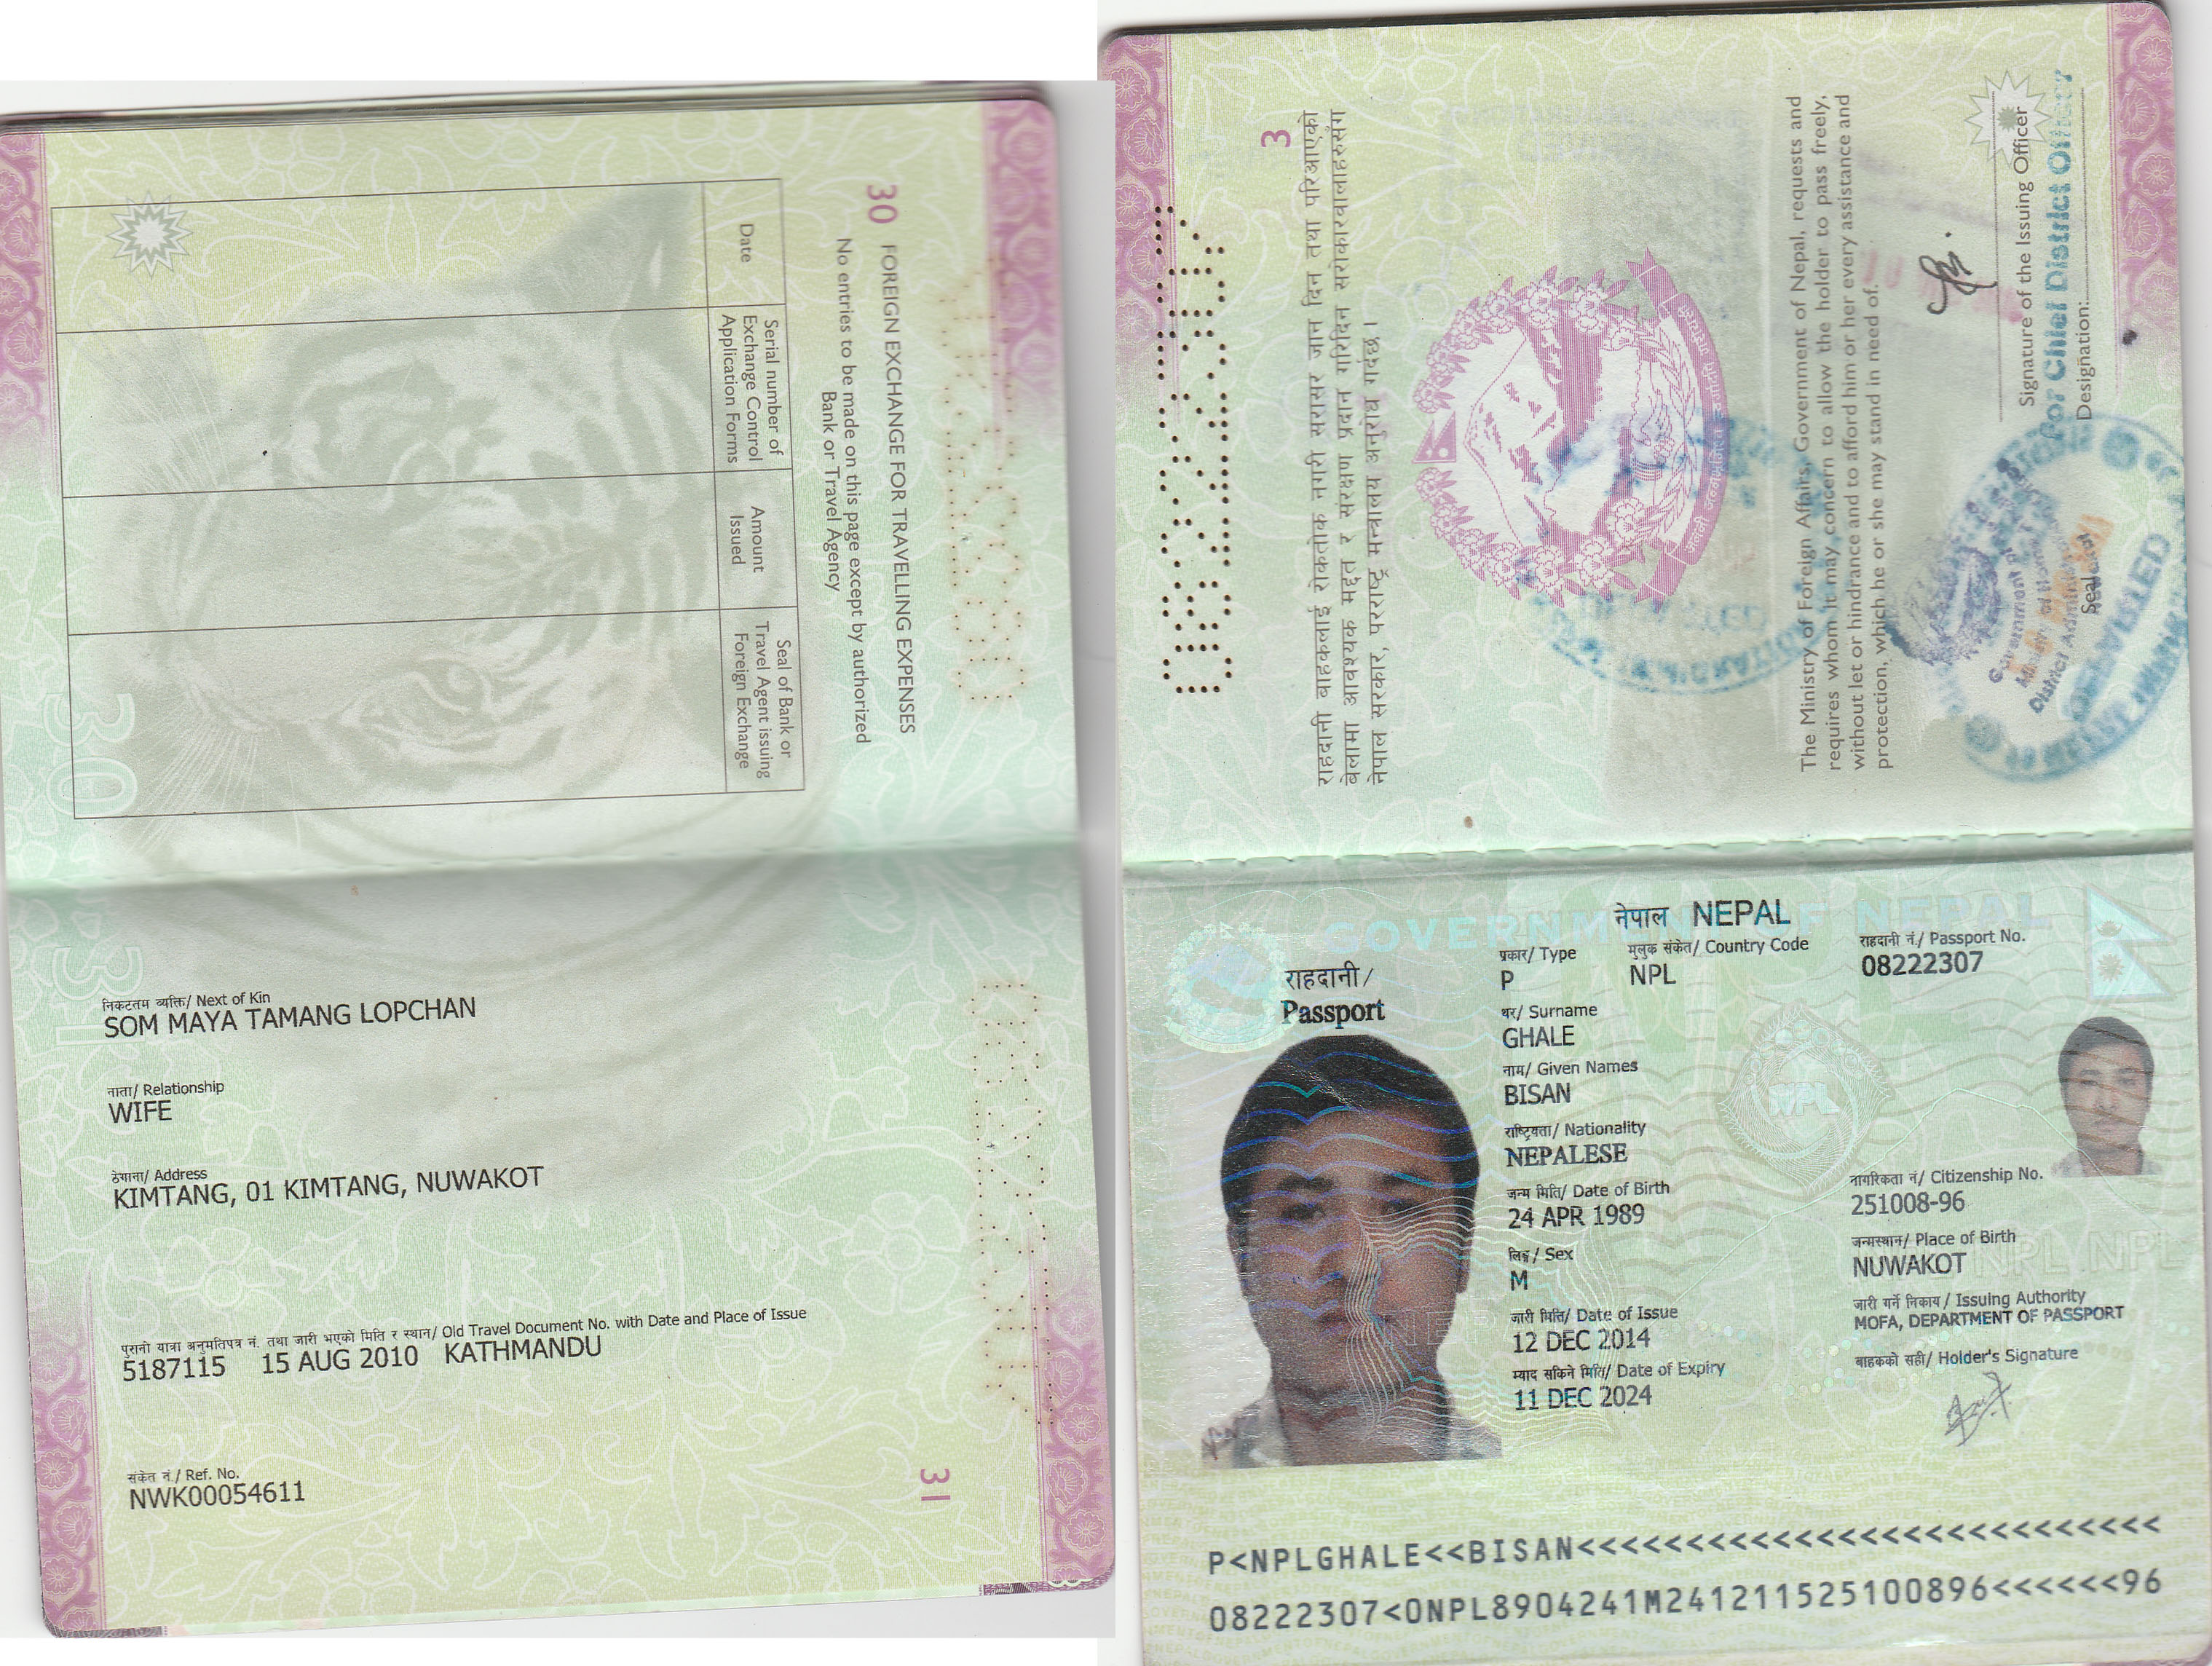 30
FOREIGN EXCHANGE FOR TRAVELLING EXPENSES
No entries to be made on this page except by authorized
Bank or Travel Agency
Date
Serial number of
Exchange Control
Application Forms
Amount
Issued
Seal of Bank or
Travel Agent issuing
Foreign Exchange
30
31
निकटतम व्यक्ति/ Next of Kin
SOM MAYA TAMANG LOPCHAN
नाता/ Relationship
WIFE
ठेगाना/ Address
KIMTANG, 01 KIMTANG, NUWAKOT
पुरानो यात्रा अनुमतिपत्र नं. तथा जारी भएको मिति र स्थान/ Old Travel Document No. with Date and Place of Issue
5187115 15 AUG 2010 KATHMANDU
संकेत नं./ Ref. No.
NWK00054611
31
3
08222307
राहदानी वाहकलाई रोकतोक नगरी सरासर जान दिन तथा परिआएको
बेलामा आवश्यक मद्दत र संरक्षण प्रदान गरिदिन सरोकारवालाहरूसंग
नेपाल सरकार, परराष्ट्र मन्त्रालय अनुरोध गर्दछ ।
The Ministry of Foreign Affairs, Government of Nepal, requests and
requires whom it may concern to allow the holder to pass freely,
without let or hindrance and to afford him or her every assistance and
protection, which he or she may stand in need of.
Signature of the Issuing Officer
For Chief District Officer
Designation:
Seal
CANCELLED
GOVERNMENT OF NEPAL
नेपाल NEPAL
राहदानी/
Passport
प्रकार/ Type
P
मुलुक संकेत/ Country Code
NPL
राहदानी नं./ Passport No.
08222307
थर/ Surname
GHALE
नाम/ Given Names
BISAN
राष्ट्रियता/ Nationality
NEPALESE
जन्म मिति/ Date of Birth
24 APR 1989
नागरिकता नं/ Citizenship No.
251008-96
लिङ्ग/ Sex
M
जन्मस्थान/ Place of Birth
NUWAKOT
जारी मिति/ Date of Issue
12 DEC 2014
जारी गर्ने निकाय/ Issuing Authority
MOFA, DEPARTMENT OF PASSPORT
म्याद सकिने मिति/ Date of Expiry
11 DEC 2024
बाहकको सही/ Holder's Signature
NPL
P<NPLGHALE<<BISAN<<<<<<<<<<<<<<<<<<<<<<<<<<<
08222307<0NPL8904241M241211525100896<<<<<<96